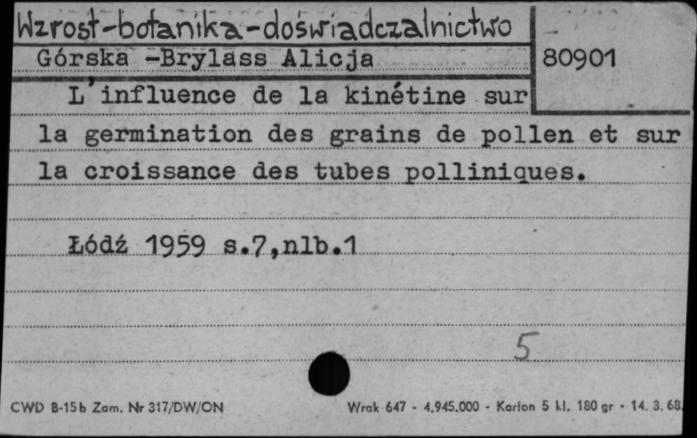 Wzrost-botanika-doświadczalnictwo
Górska -Brylass Alicja
80901
L'influence de la kinétine sur
la germination des grains de pollen et sur
la croissance des tubes polliniques.
Łódź 1959 s.7,nlb.1
5
CWD B-15b Zam. Nr 317/DW/ON
Wrak 647 - 4.945.000 - Karton 5 kl. 180 gr - 14. 3. 68.